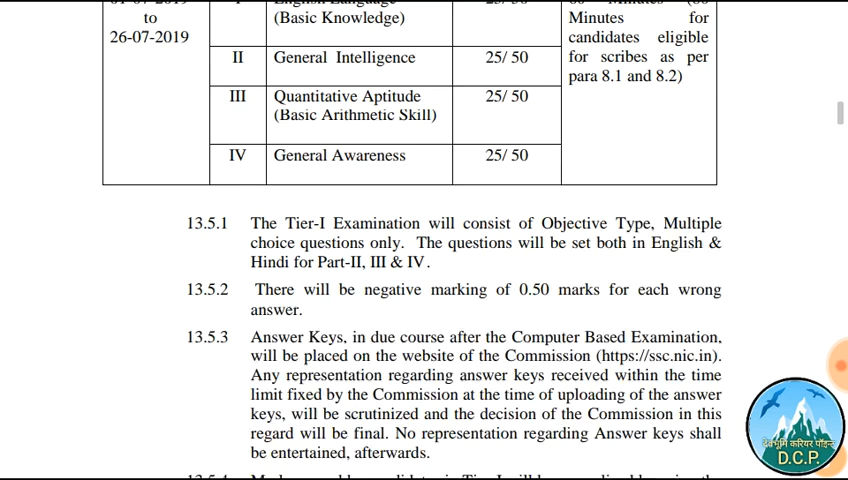 to
26-07-2019
English Language
(Basic Knowledge)
Minutes for
candidates eligible
for scribes as per
para 8.1 and 8.2)
II General Intelligence 25/ 50
III Quantitative Aptitude 25/ 50
(Basic Arithmetic Skill)
IV General Awareness 25/ 50
13.5.1 The Tier-I Examination will consist of Objective Type, Multiple
choice questions only. The questions will be set both in English &
Hindi for Part-II, III & IV.
13.5.2 There will be negative marking of 0.50 marks for each wrong
answer.
13.5.3 Answer Keys, in due course after the Computer Based Examination,
will be placed on the website of the Commission (https://ssc.nic.in).
Any representation regarding answer keys received within the time
limit fixed by the Commission at the time of uploading of the answer
keys, will be scrutinized and the decision of the Commission in this
regard will be final. No representation regarding Answer keys shall
be entertained, afterwards.
देवभूमि करियर पॉइन्ट
D.C.P.